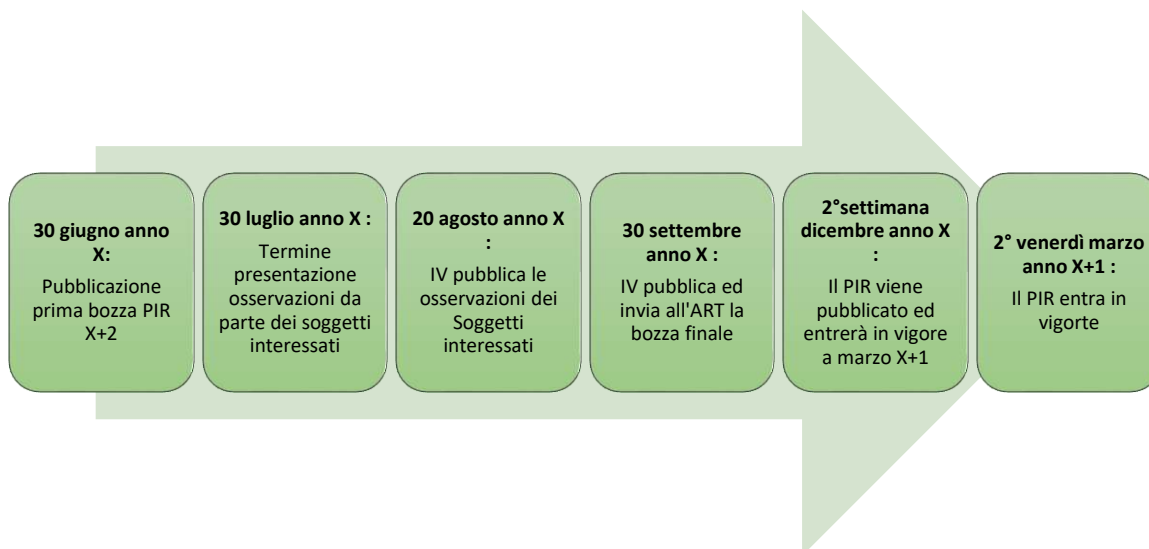 30 giugno anno
X:
Pubblicazione
prima bozza PIR
X+2
30 luglio anno X :
Termine
presentazione
osservazioni da
parte dei soggetti
interessati
20 agosto anno X
:
IV pubblica le
osservazioni dei
Soggetti
interessati
30 settembre
anno X :
IV pubblica ed
invia all'ART la
bozza finale
2°settimana
dicembre anno X
:
Il PIR viene
pubblicato ed
entrerà in vigore
a marzo X+1
2° venerdì marzo
anno X+1 :
Il PIR entra in
vigorte